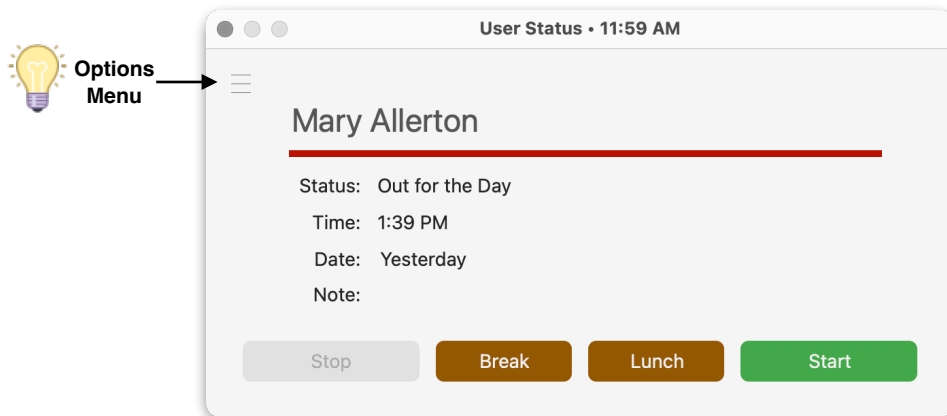 User Status • 11:59 AM
Options
Menu
Mary Allerton
Status: Out for the Day
Time: 1:39 PM
Date: Yesterday
Note:
Stop Break Lunch Start